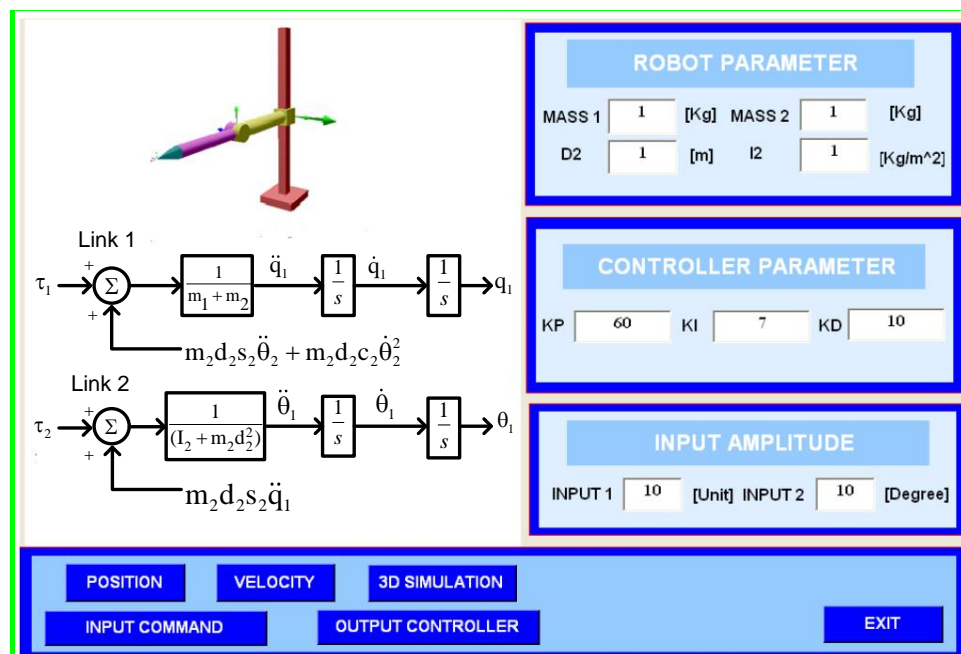 ROBOT PARAMETER
MASS 1 1 [Kg] MASS 2 1 [Kg]
D2 1 [m] I2 1 [Kg/m^2]
Link 1
τ₁ + Σ + 1/(m₁ + m₂) q̈₁ 1/s q̇₁ 1/s q₁
m₂d₂s₂θ̈₂ + m₂d₂c₂θ̇₂²
Link 2
τ₂ + Σ + 1/(I₂ + m₂d₂²) θ̈₁ 1/s θ̇₁ 1/s θ₁
m₂d₂s₂q̈₁
CONTROLLER PARAMETER
KP 60 KI 7 KD 10
INPUT AMPLITUDE
INPUT 1 10 [Unit] INPUT 2 10 [Degree]
POSITION VELOCITY 3D SIMULATION
INPUT COMMAND OUTPUT CONTROLLER EXIT